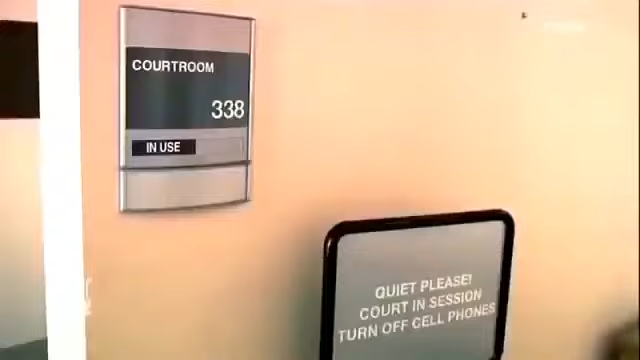 COURTROOM
338
IN USE
QUIET PLEASE!
COURT IN SESSION
TURN OFF CELL PHONES